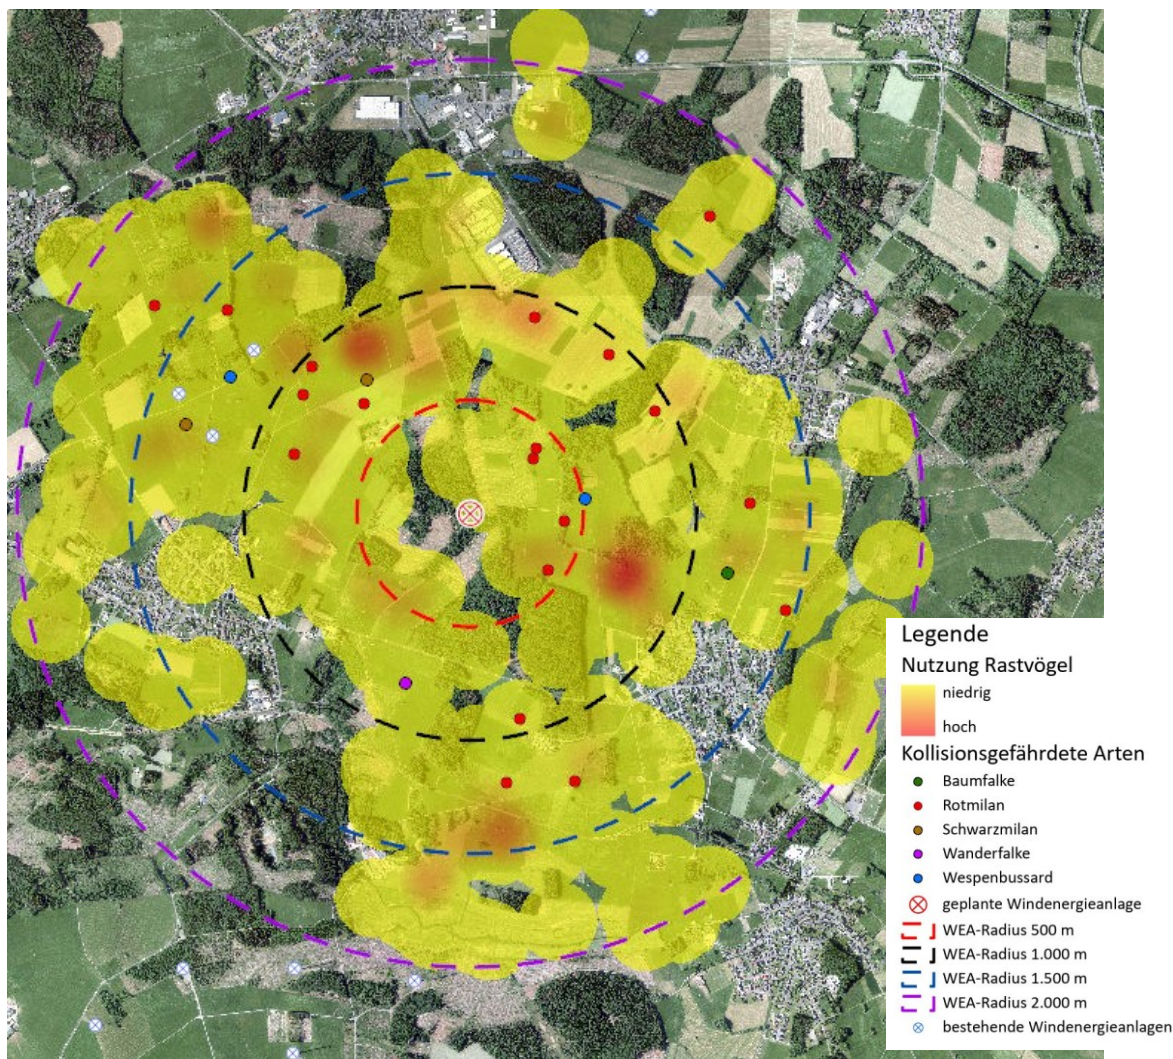 Legende
Nutzung Rastvögel
niedrig
hoch
Kollisionsgefährdete Arten
Baumfalke
Rotmilan
Schwarzmilan
Wanderfalke
Wespenbussard
geplante Windenergieanlage
WEA-Radius 500 m
WEA-Radius 1.000 m
WEA-Radius 1.500 m
WEA-Radius 2.000 m
bestehende Windenergieanlagen